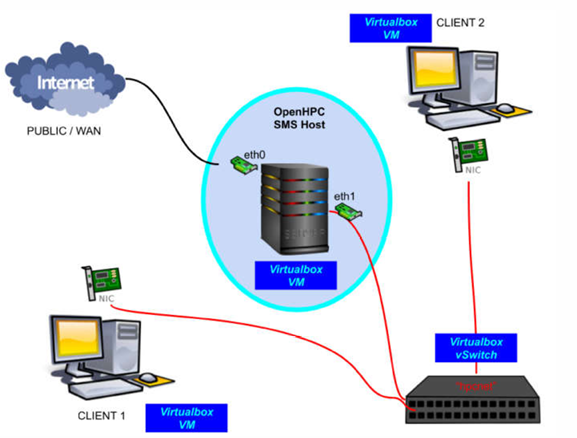 Virtualbox
VM
CLIENT 2
Internet
PUBLIC / WAN
OpenHPC
SMS Host
eth0
eth1
NIC
Virtualbox
VM
NIC
Virtualbox
vSwitch
CLIENT 1
Virtualbox
VM